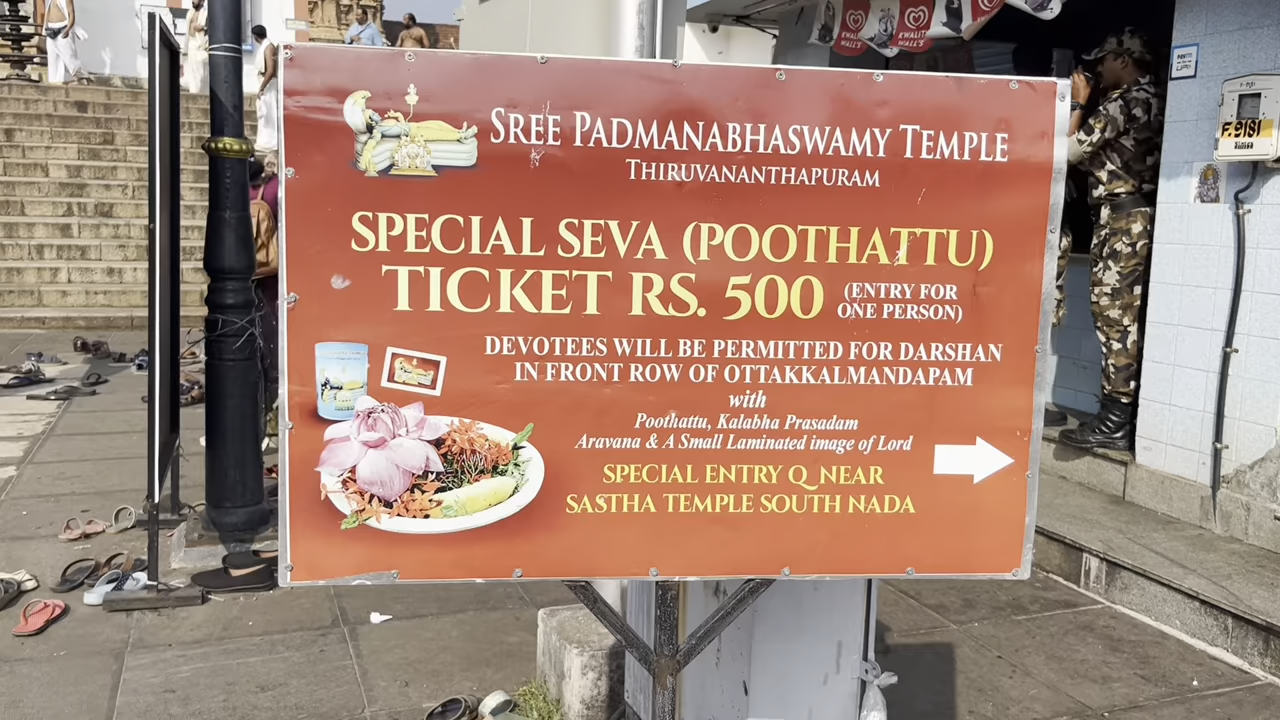 SREE PADMANABHASWAMY TEMPLE
THIRUVANANTHAPURAM
SPECIAL SEVA (POOTHATTU)
TICKET RS. 500 (ENTRY FOR
ONE PERSON)
DEVOTEES WILL BE PERMITTED FOR DARSHAN
IN FRONT ROW OF OTTAKKALMANDAPAM
with
Poothattu, Kalabha Prasadam
Aravana & A Small Laminated image of Lord
SPECIAL ENTRY Q NEAR
SASTHA TEMPLE SOUTH NADA
KWALITY
WALL'S
F-9181